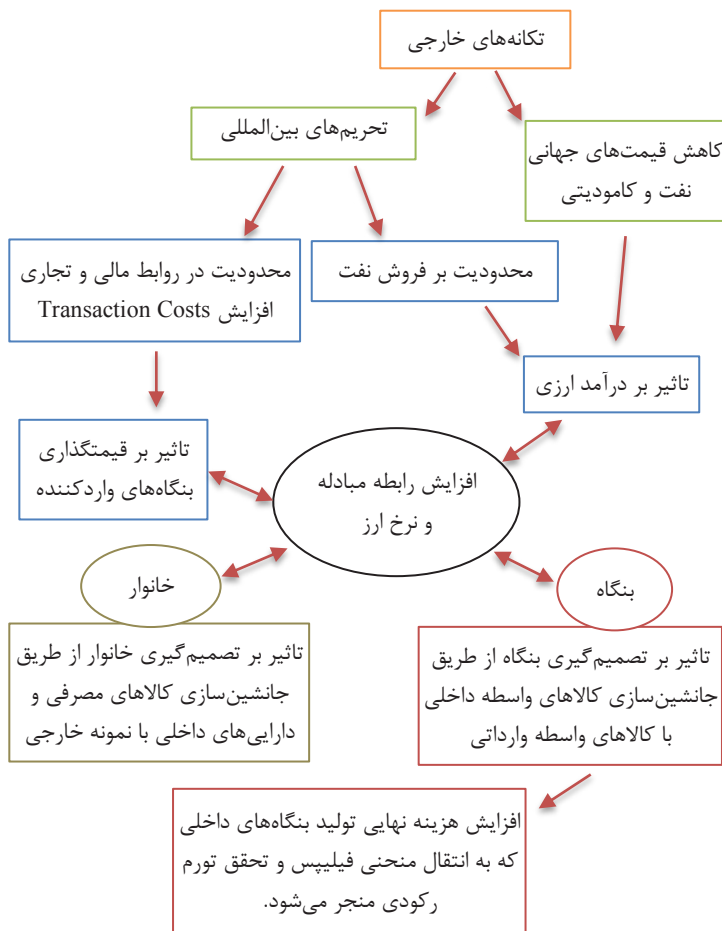 تکانه‌های خارجی
تحریم‌های بین‌المللی
کاهش قیمت‌های جهانی
نفت و کامودیتی
محدودیت در روابط مالی و تجاری
افزایش Transaction Costs
محدودیت بر فروش نفت
تاثیر بر درآمد ارزی
تاثیر بر قیمتگذاری
بنگاه‌های واردکننده
افزایش رابطه مبادله
و نرخ ارز
خانوار
بنگاه
تاثیر بر تصمیم‌گیری خانوار از طریق
جانشین‌سازی کالاهای مصرفی و
دارایی‌های داخلی با نمونه خارجی
تاثیر بر تصمیم‌گیری بنگاه از طریق
جانشین‌سازی کالاهای واسطه داخلی
با کالاهای واسطه وارداتی
افزایش هزینه نهایی تولید بنگاه‌های داخلی
که به انتقال منحنی فیلیپس و تحقق تورم
رکودی منجر می‌شود.